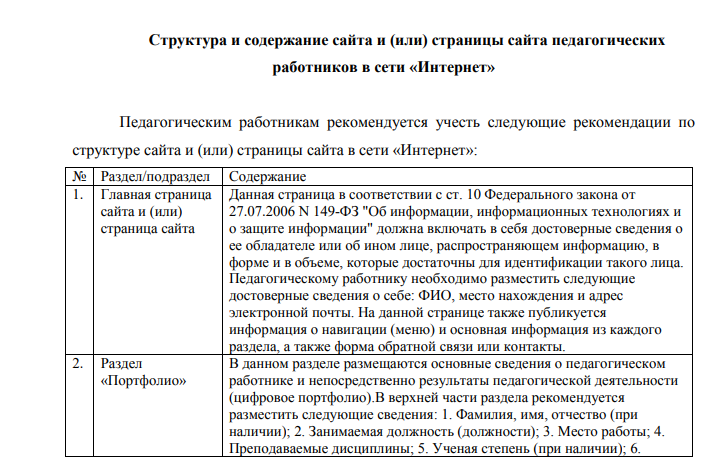 Структура и содержание сайта и (или) страницы сайта педагогических
работников в сети «Интернет»
Педагогическим работникам рекомендуется учесть следующие рекомендации по
структуре сайта и (или) страницы сайта в сети «Интернет»:
№ Раздел/подраздел Содержание
1. Главная страница
сайта и (или)
страница сайта
Данная страница в соответствии с ст. 10 Федерального закона от
27.07.2006 N 149-ФЗ "Об информации, информационных технологиях и
о защите информации" должна включать в себя достоверные сведения о
ее обладателе или об ином лице, распространяющем информацию, в
форме и в объеме, которые достаточны для идентификации такого лица.
Педагогическому работнику необходимо разместить следующие
достоверные сведения о себе: ФИО, место нахождения и адрес
электронной почты. На данной странице также публикуется
информация о навигации (меню) и основная информация из каждого
раздела, а также форма обратной связи или контакты.
2. Раздел
«Портфолио»
В данном разделе размещаются основные сведения о педагогическом
работнике и непосредственно результаты педагогической деятельности
(цифровое портфолио).В верхней части раздела рекомендуется
разместить следующие сведения: 1. Фамилия, имя, отчество (при
наличии); 2. Занимаемая должность (должности); 3. Место работы; 4.
Преподаваемые дисциплины; 5. Ученая степень (при наличии); 6.